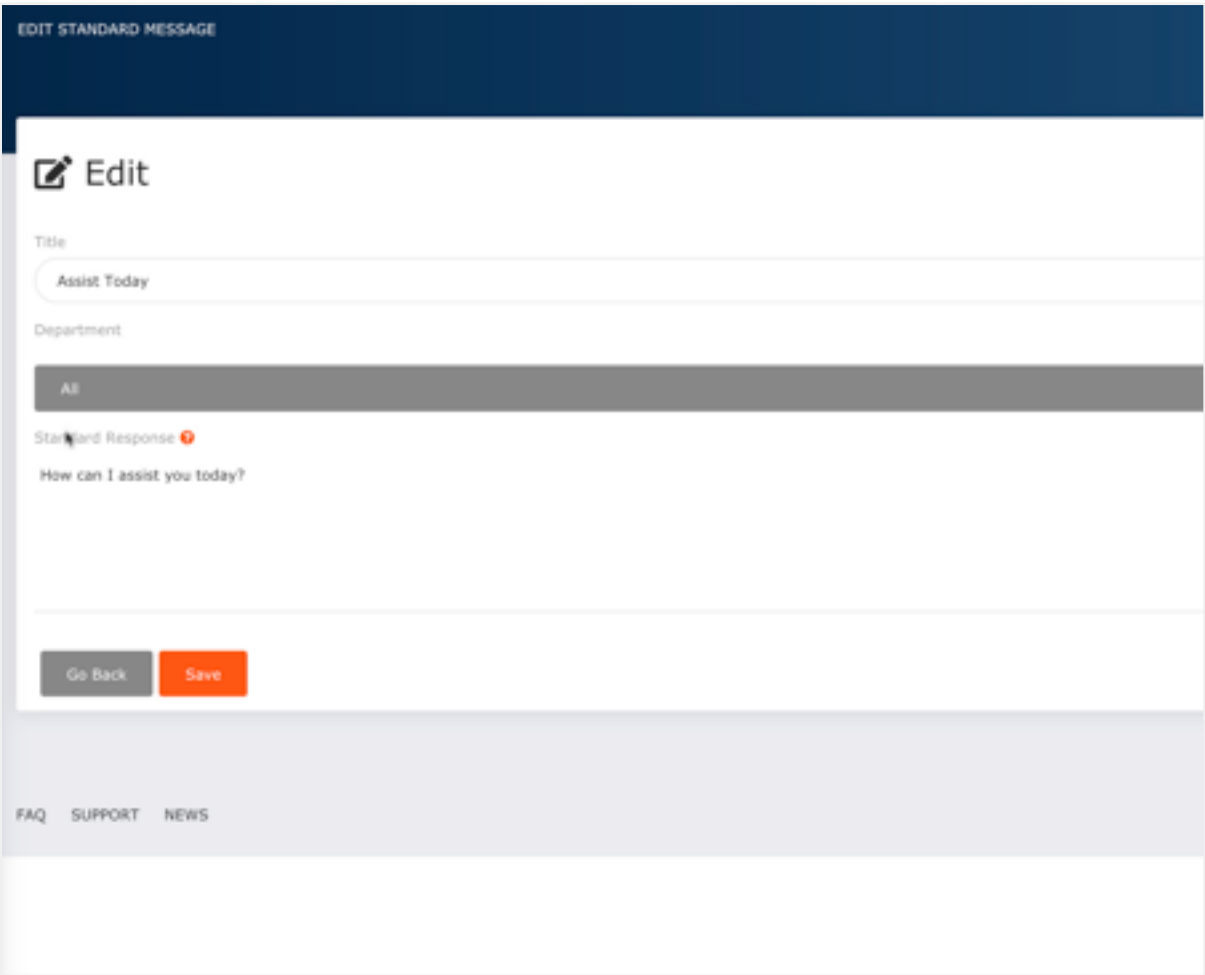 EDIT STANDARD MESSAGE
Edit
Title
Assist Today
Department
All
Standard Response ?
How can I assist you today?
Go Back Save
FAQ SUPPORT NEWS